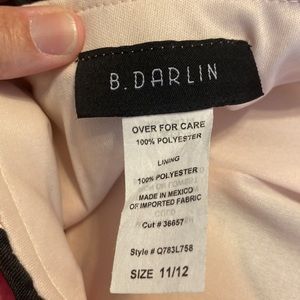 B. DARLIN
OVER FOR CARE
100% POLYESTER
LINING
100% POLYESTER
MADE IN MEXICO
OF IMPORTED FABRIC
Cut # 36657
Style # Q783L758
SIZE 11/12